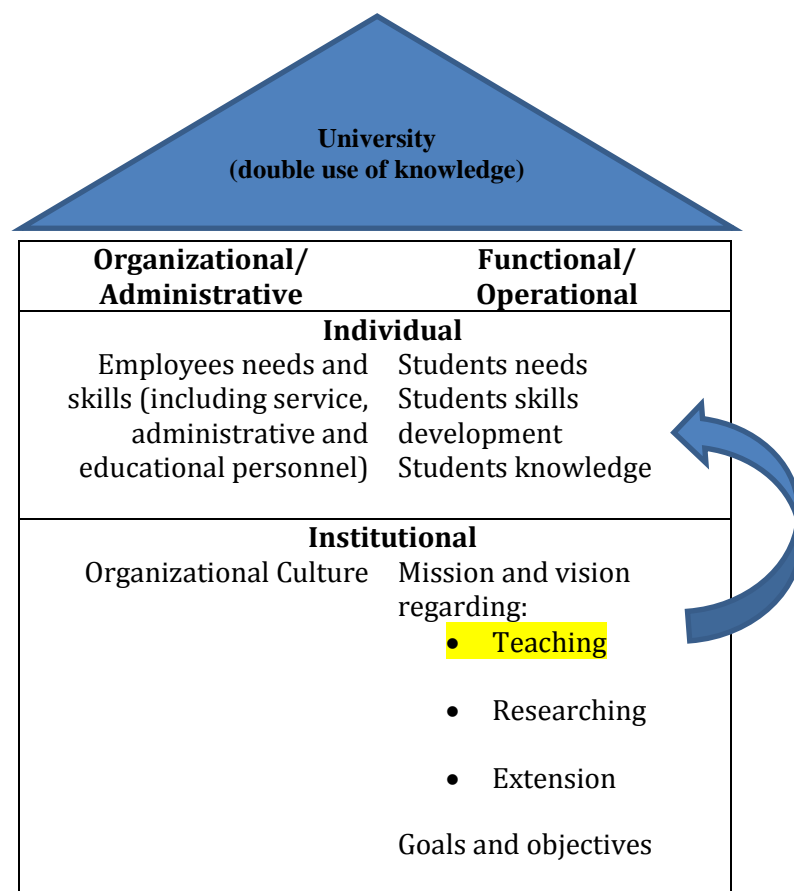 University
(double use of knowledge)
Organizational/
Administrative
Functional/
Operational
Individual
Employees needs and
skills (including service,
administrative and
educational personnel)
Students needs
Students skills
development
Students knowledge
Institutional
Organizational Culture
Mission and vision
regarding:
• Teaching
• Researching
• Extension
Goals and objectives